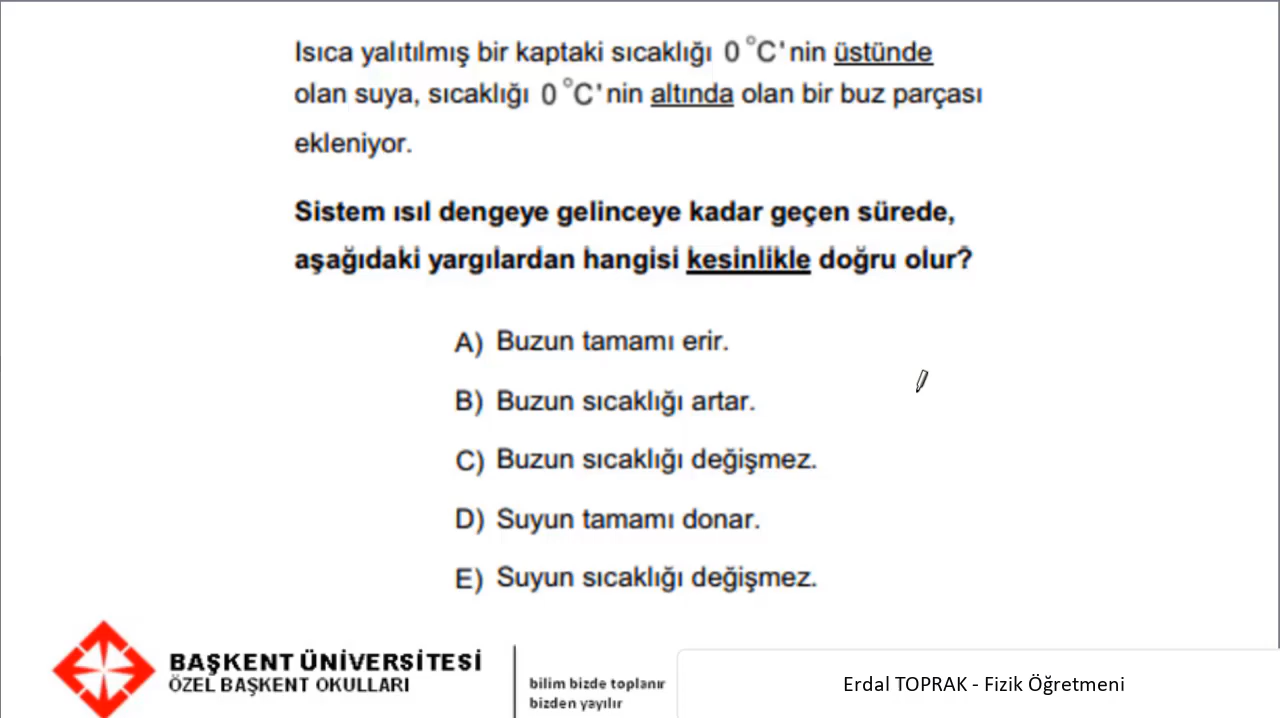 Isıca yalıtılmış bir kaptaki sıcaklığı 0 °C'nin üstünde
olan suya, sıcaklığı 0 °C'nin altında olan bir buz parçası
ekleniyor.
Sistem ısıl dengeye gelinceye kadar geçen sürede,
aşağıdaki yargılardan hangisi kesinlikle doğru olur?
A) Buzun tamamı erir.
B) Buzun sıcaklığı artar.
C) Buzun sıcaklığı değişmez.
D) Suyun tamamı donar.
E) Suyun sıcaklığı değişmez.
BAŞKENT ÜNİVERSİTESİ
ÖZEL BAŞKENT OKULLARI
bilim bizde toplanır
bizden yayılır
Erdal TOPRAK - Fizik Öğretmeni